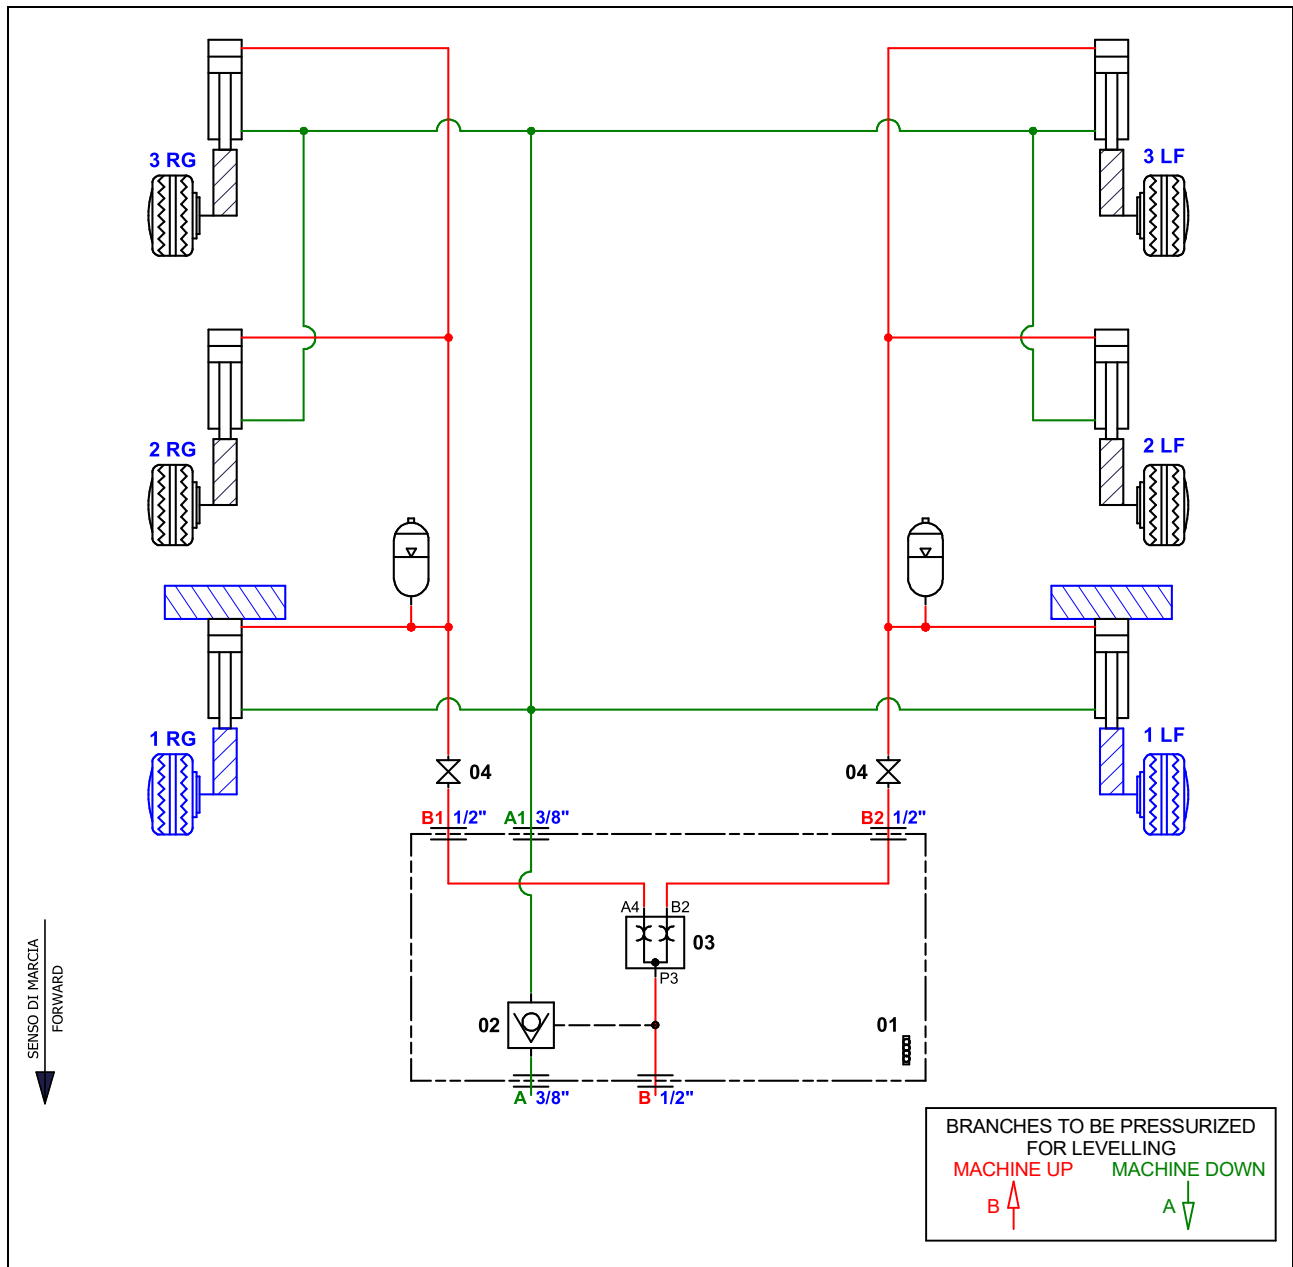 3 RG
3 LF
2 RG
2 LF
1 RG
1 LF
04
04
B1 1/2"
A1 3/8"
B2 1/2"
A4
B2
03
P3
02
01
A 3/8"
B 1/2"
SENSO DI MARCIA
FORWARD
BRANCHES TO BE PRESSURIZED
FOR LEVELLING
MACHINE UP
MACHINE DOWN
B
A